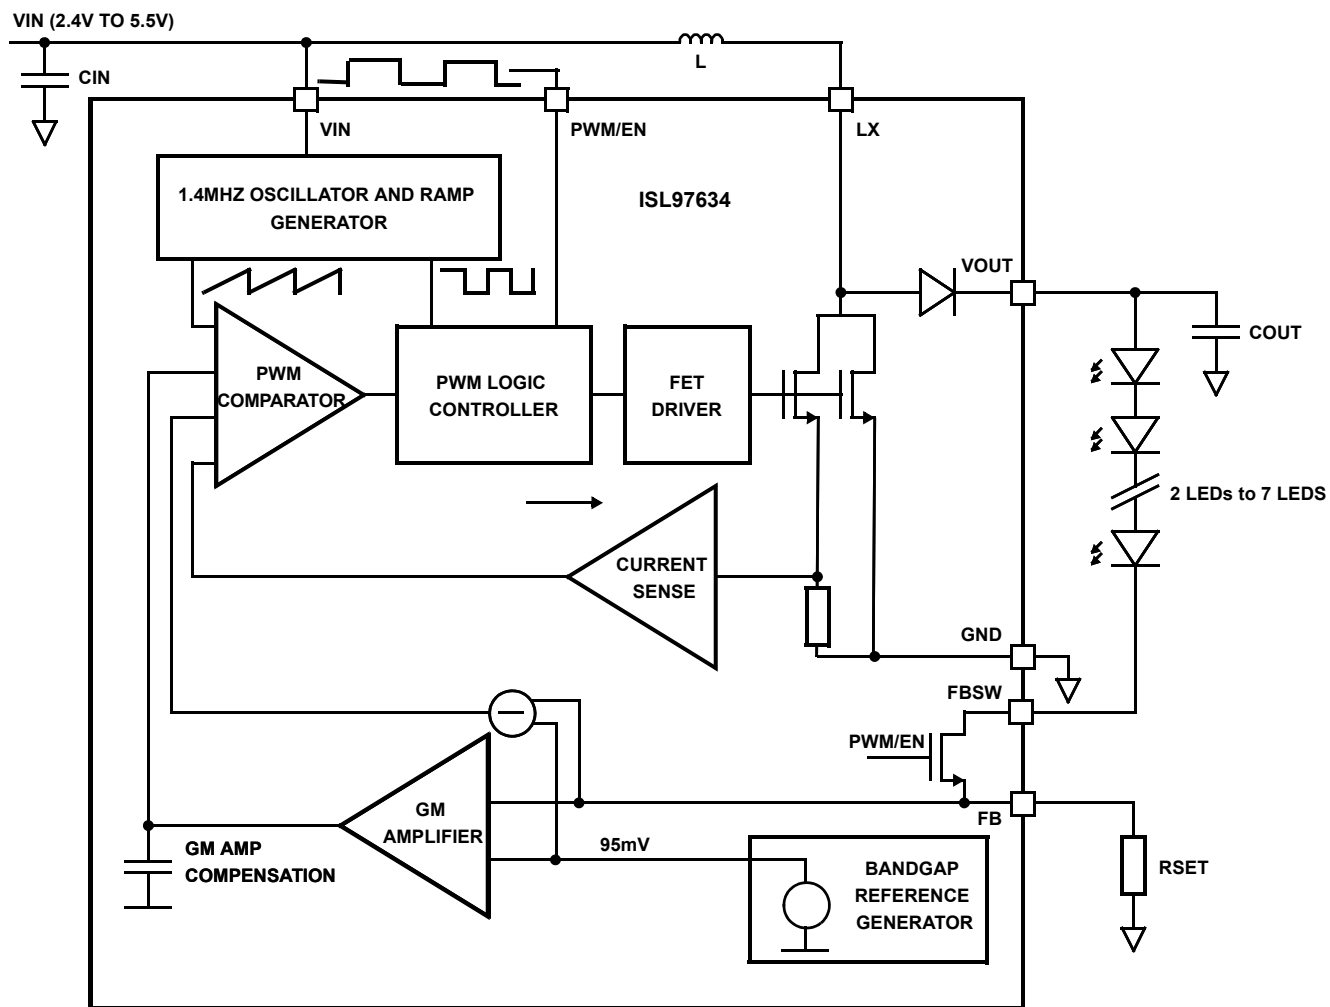 VIN (2.4V TO 5.5V)
CIN
L
VIN
PWM/EN
LX
1.4MHZ OSCILLATOR AND RAMP
GENERATOR
ISL97634
VOUT
COUT
PWM
COMPARATOR
PWM LOGIC
CONTROLLER
FET
DRIVER
2 LEDs to 7 LEDS
CURRENT
SENSE
GND
FBSW
PWM/EN
GM
AMPLIFIER
FB
95mV
GM AMP
COMPENSATION
BANDGAP
REFERENCE
GENERATOR
RSET